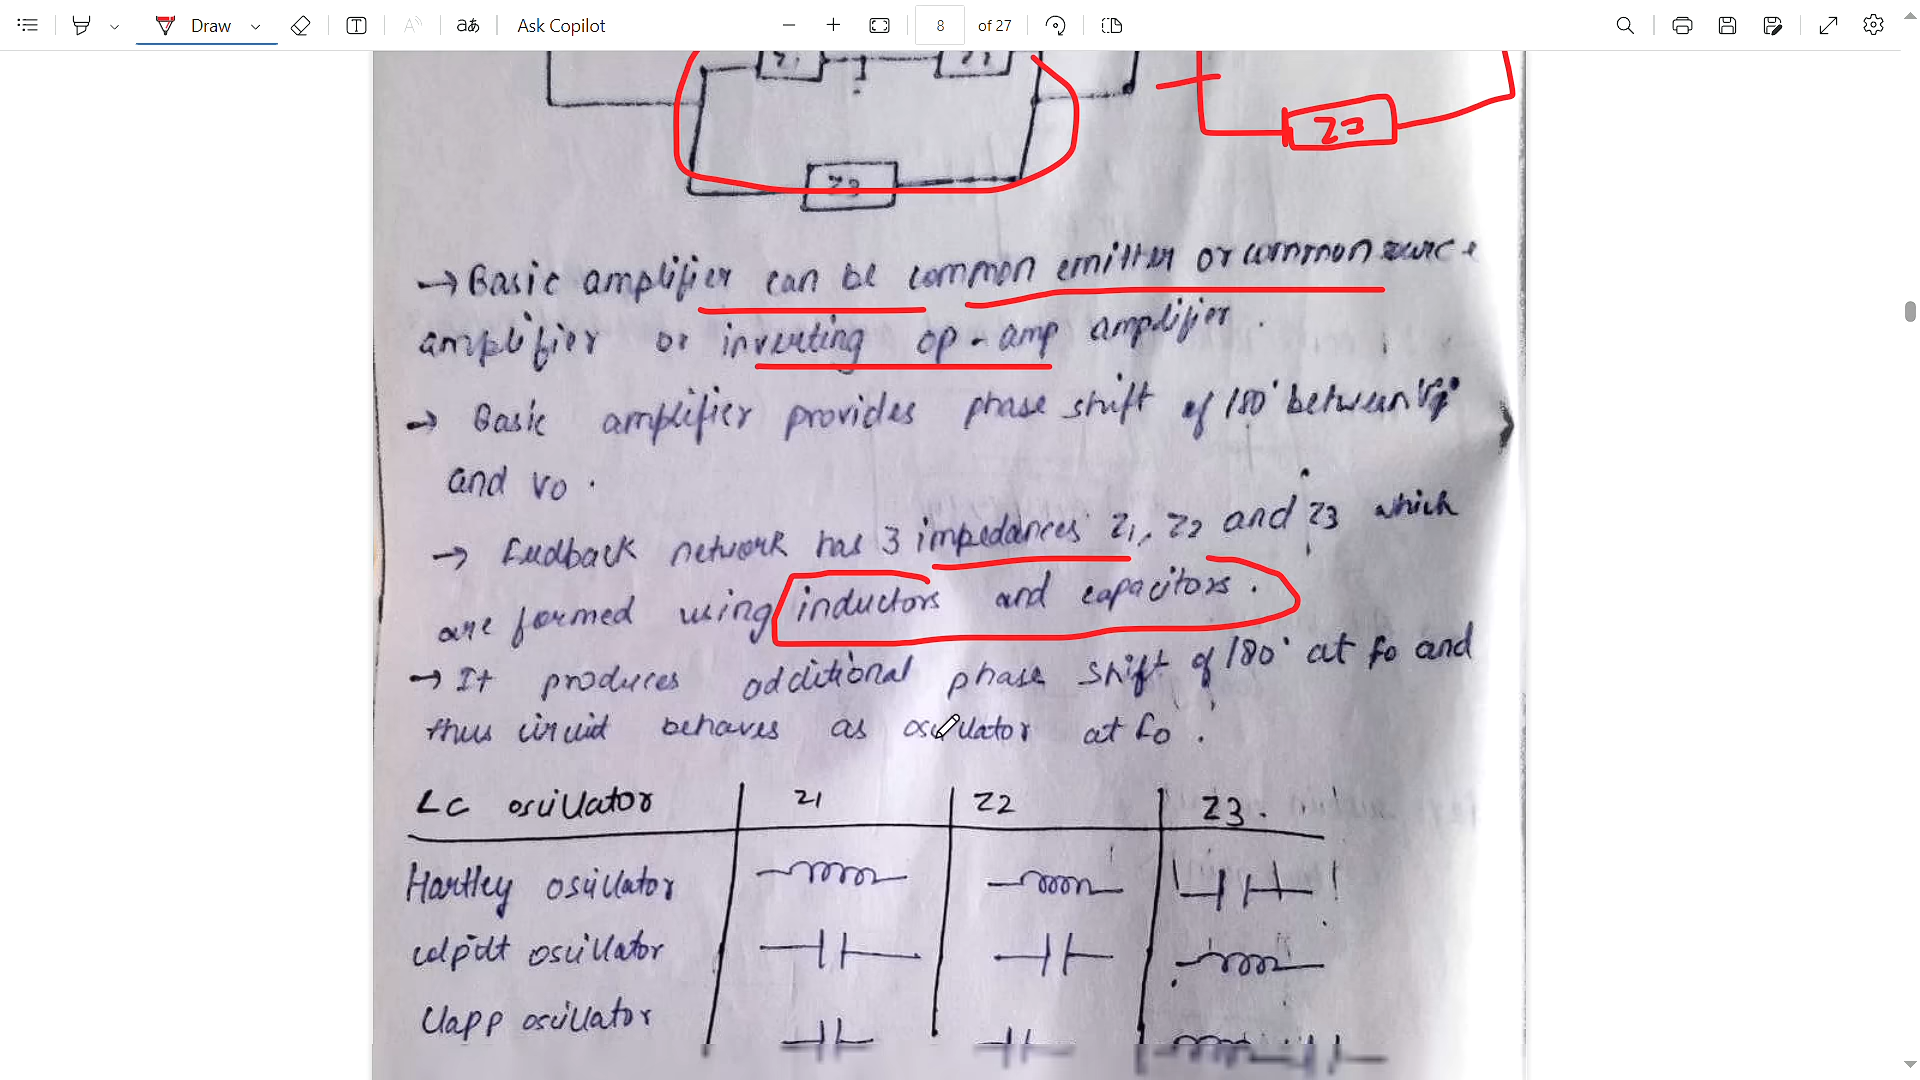 Draw
aあ
Ask Copilot
8 of 27
Z3
Z3
→ Basic amplifier can be common emitter or common source
amplifier or inverting op-amp amplifier.
→ Basic amplifier provides phase shift of 180° between Vi
and vo.
→ Feedback network has 3 impedances Z1, Z2 and Z3 which
are formed using inductors and capacitors.
→ It produces additional phase shift of 180° at fo and
thus circuit behaves as oscillator at fo.
LC oscillator Z1 Z2 Z3.
Hartley oscillator
colpitt oscillator
Clapp oscillator